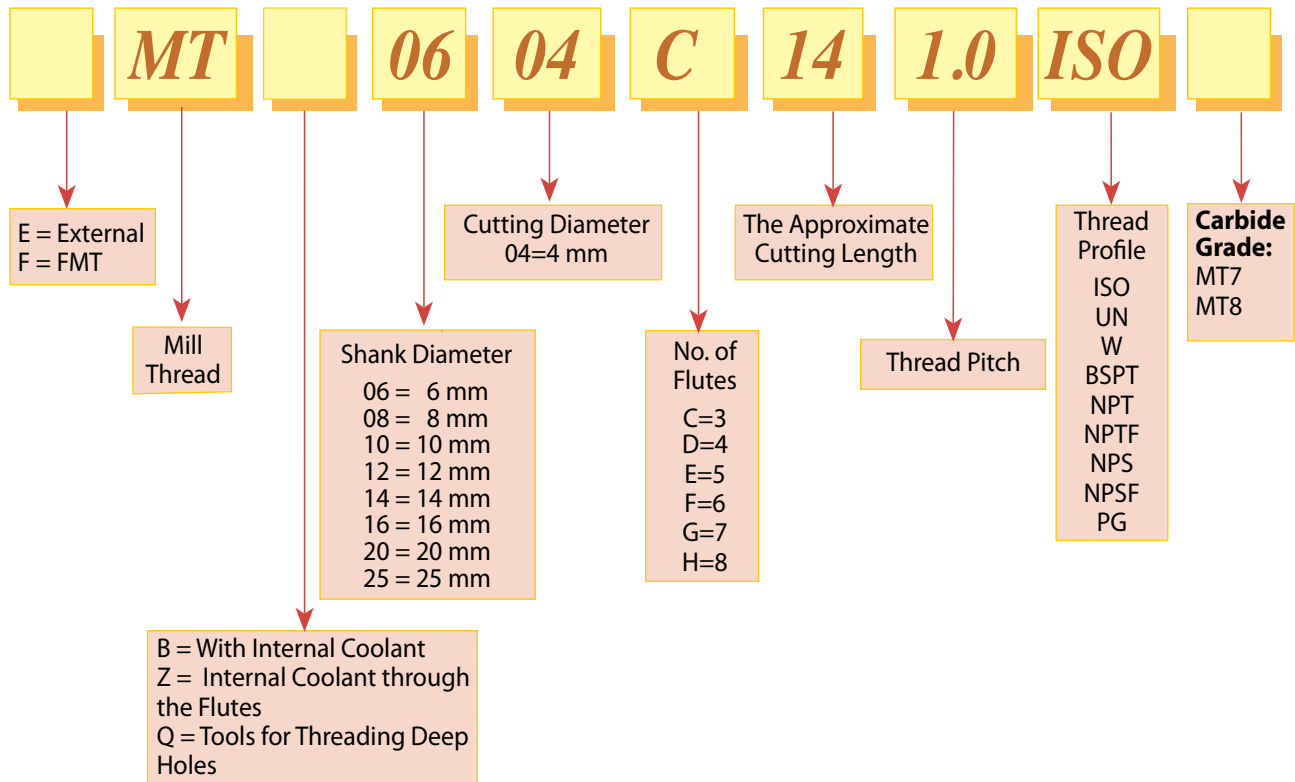 MT 06 04 C 14 1.0 ISO
E = External
F = FMT
Mill
Thread
B = With Internal Coolant
Z = Internal Coolant through
the Flutes
Q = Tools for Threading Deep
Holes
Shank Diameter
06 = 6 mm
08 = 8 mm
10 = 10 mm
12 = 12 mm
14 = 14 mm
16 = 16 mm
20 = 20 mm
25 = 25 mm
Cutting Diameter
04=4 mm
No. of
Flutes
C=3
D=4
E=5
F=6
G=7
H=8
The Approximate
Cutting Length
Thread Pitch
Thread
Profile
ISO
UN
W
BSPT
NPT
NPTF
NPS
NPSF
PG
Carbide
Grade:
MT7
MT8